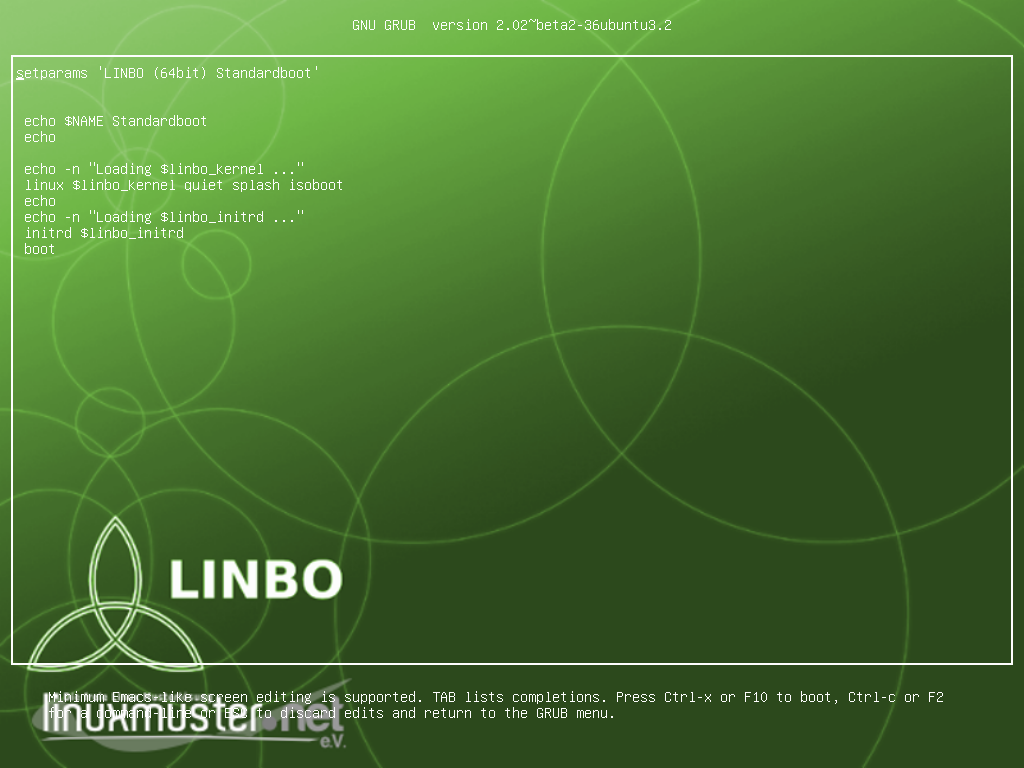 GNU GRUB version 2.02~beta2-36ubuntu3.2
setparams 'LINBO (64bit) Standardboot'
echo $NAME Standardboot
echo
echo -n "Loading $linbo_kernel ..."
linux $linbo_kernel quiet splash isoboot
echo
echo -n "Loading $linbo_initrd ..."
initrd $linbo_initrd
boot
LINBO
Minimum Emacs-like screen editing is supported. TAB lists completions. Press Ctrl-x or F10 to boot, Ctrl-c or F2
for a command-line or ESC to discard edits and return to the GRUB menu.
linuxmuster.net
e.V.